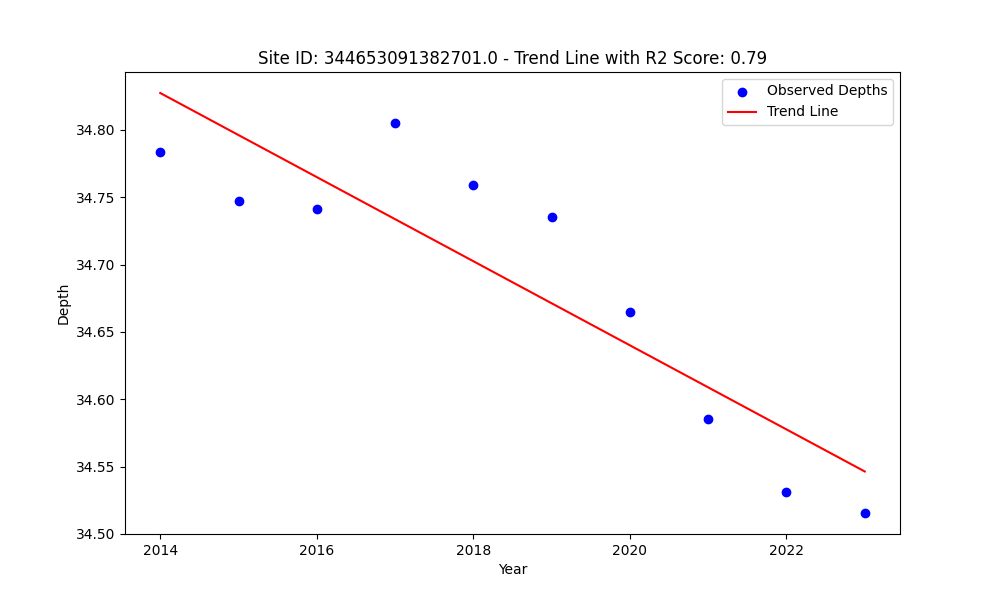 Site ID: 344653091382701.0 - Trend Line with R2 Score: 0.79
Observed Depths
Trend Line
34.80
34.75
34.70
34.65
34.60
34.55
34.50
Depth
2014
2016
2018
2020
2022
Year